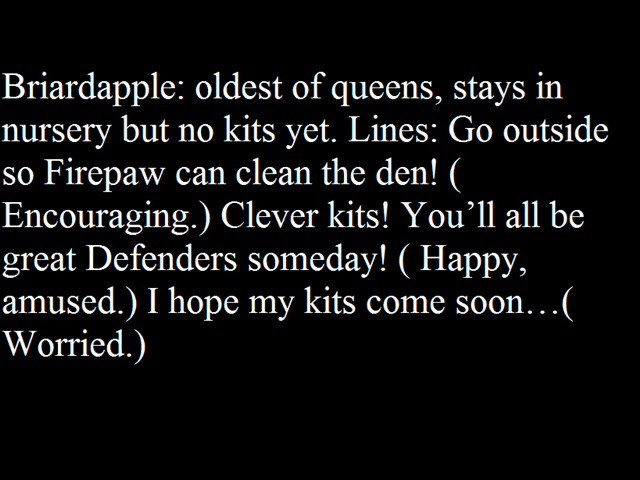 Briardapple: oldest of queens, stays in
nursery but no kits yet. Lines: Go outside
so Firepaw can clean the den! (
Encouraging.) Clever kits! You’ll all be
great Defenders someday! ( Happy,
amused.) I hope my kits come soon…(
Worried.)